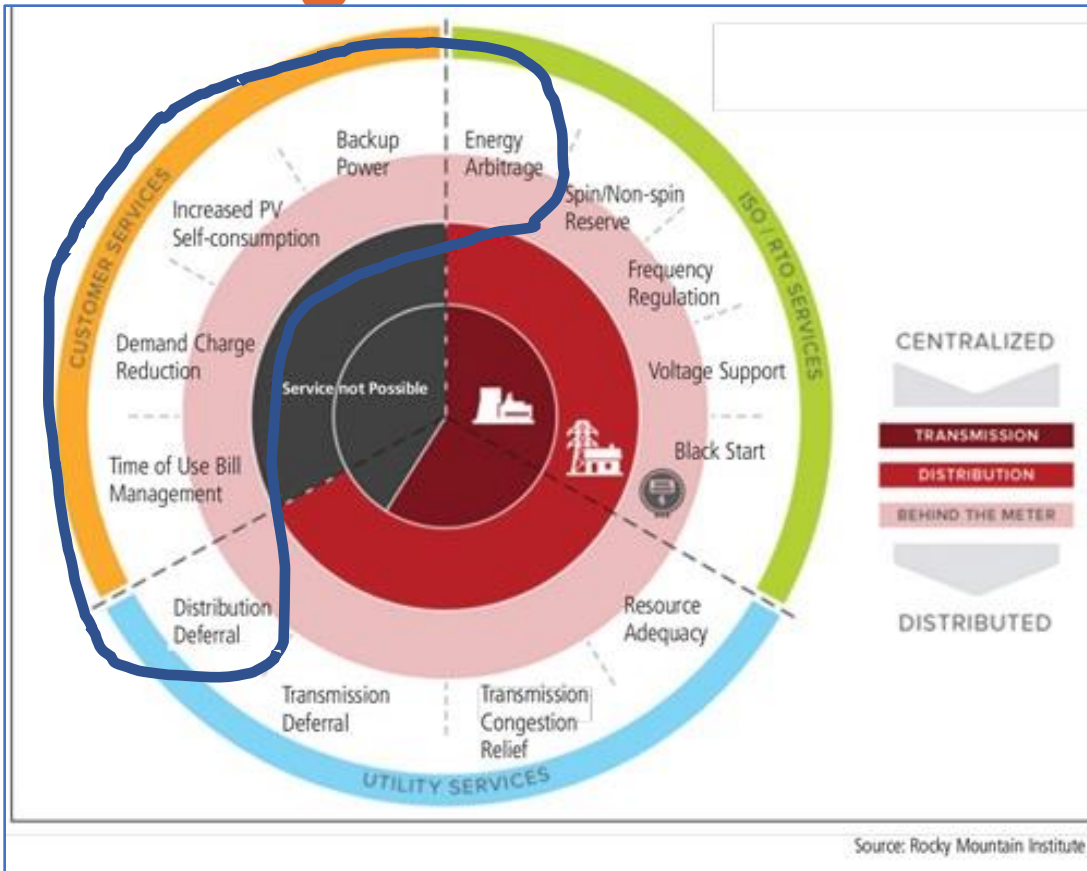 Backup
Power
Energy
Arbitrage
Increased PV
Self-consumption
Spin/Non-spin
Reserve
CUSTOMER SERVICES
ISO / RTO SERVICES
Frequency
Regulation
Demand Charge
Reduction
Service not Possible
Voltage Support
CENTRALIZED
TRANSMISSION
DISTRIBUTION
BEHIND THE METER
DISTRIBUTED
Time of Use Bill
Management
Black Start
Distribution
Deferral
Resource
Adequacy
Transmission
Deferral
Transmission
Congestion
Relief
UTILITY SERVICES
Source: Rocky Mountain Institute